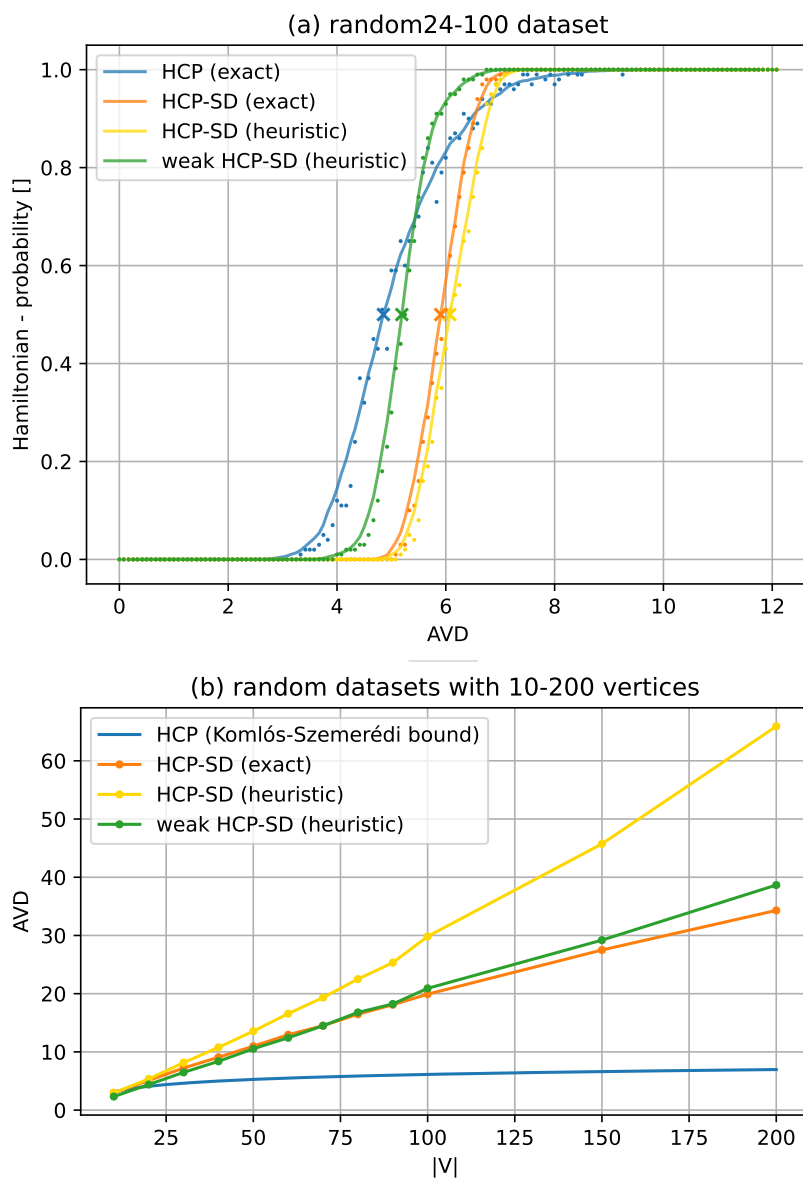 (a) random24-100 dataset
HCP (exact)
HCP-SD (exact)
HCP-SD (heuristic)
weak HCP-SD (heuristic)
Hamiltonian - probability []
1.0
0.8
0.6
0.4
0.2
0.0
0 2 4 6 8 10 12
AVD
(b) random datasets with 10-200 vertices
HCP (Komlós-Szemerédi bound)
HCP-SD (exact)
HCP-SD (heuristic)
weak HCP-SD (heuristic)
AVD
60
50
40
30
20
10
0
25 50 75 100 125 150 175 200
|V|